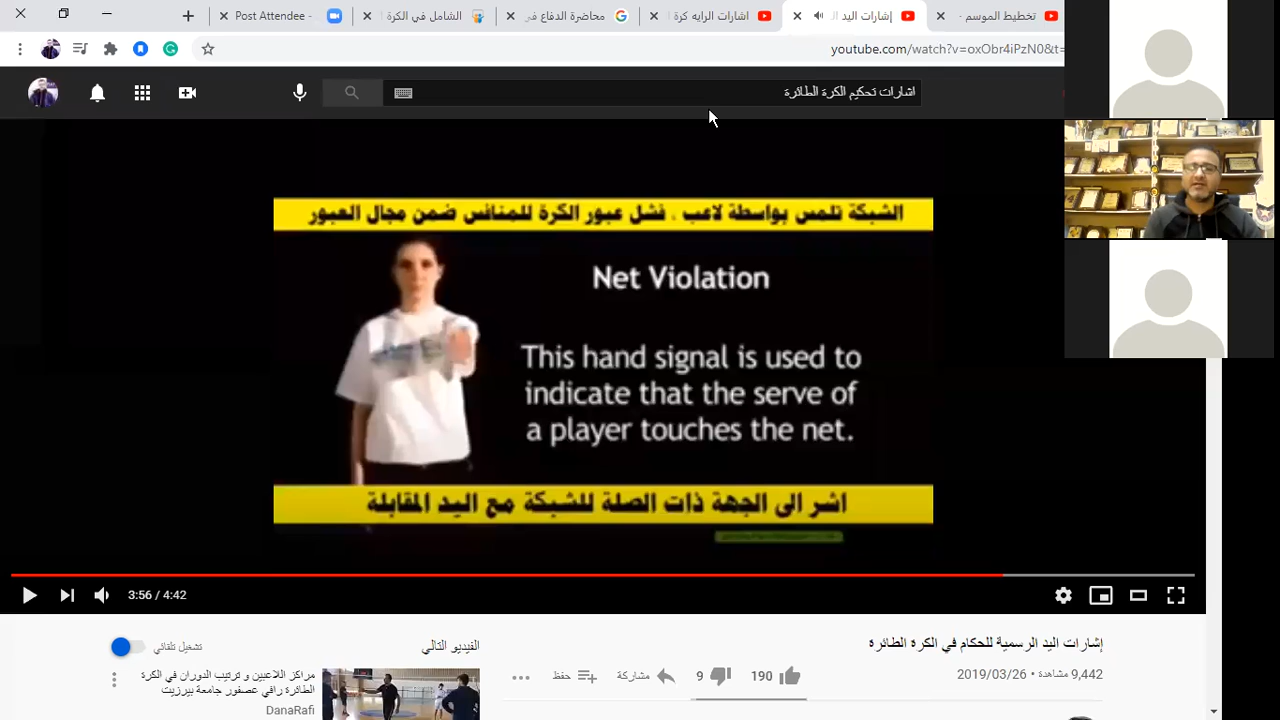 Post Attendee -
الشامل في الكرة ا
محاضرة الدفاع في
اشارات الرايه كرة ا
إشارات اليد ال
تخطيط الموسم -
youtube.com/watch?v=oxObr4iPzN0&t=
اشارات تحكيم الكرة الطائرة
الشبكة تلمس بواسطة لاعب ، فشل عبور الكرة للمنافس ضمن مجال العبور
Net Violation
This hand signal is used to
indicate that the serve of
a player touches the net.
اشر الى الجهة ذات الصلة للشبكة مع اليد المقابلة
3:56 / 4:42
إشارات اليد الرسمية للحكام في الكرة الطائرة
9,442 مشاهدة • 2019/03/26
190
9
مشاركة
حفظ
الفيديو التالي
تشغيل تلقائي
مراكز اللاعبين و ترتيب الدوران في الكرة
الطائرة رافي عصفور جامعة بيرزيت
DanaRafi